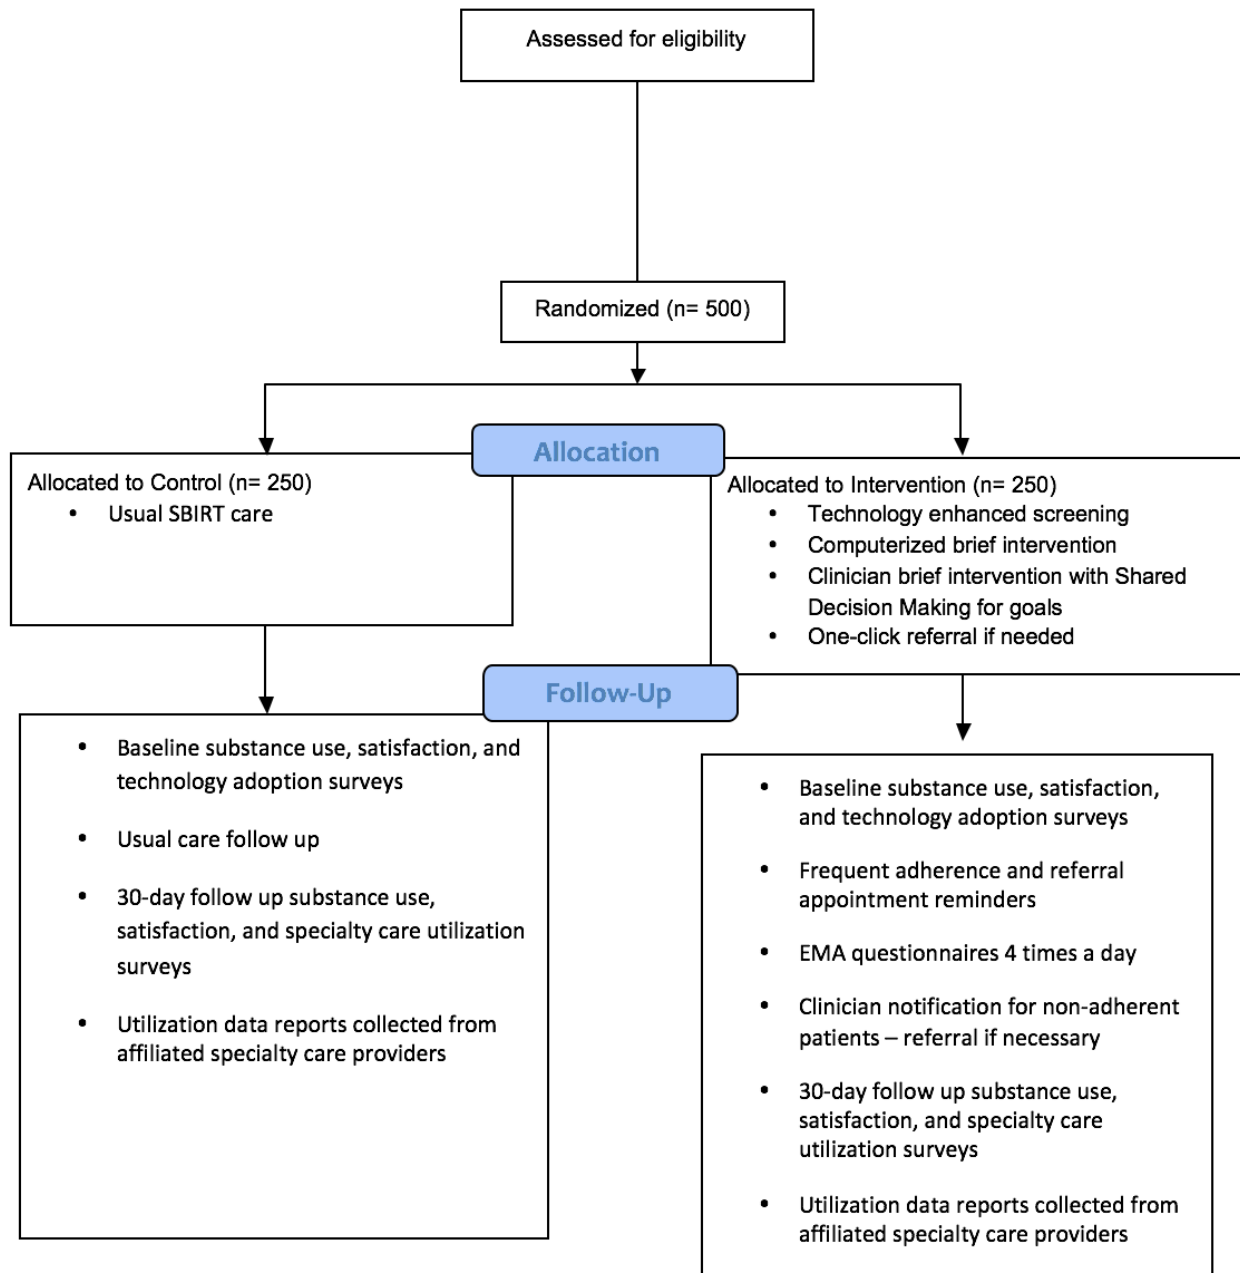 Assessed for eligibility
Randomized (n= 500)
Allocation
Allocated to Control (n= 250)
• Usual SBIRT care
Allocated to Intervention (n= 250)
• Technology enhanced screening
• Computerized brief intervention
• Clinician brief intervention with Shared
Decision Making for goals
• One-click referral if needed
Follow-Up
• Baseline substance use, satisfaction, and
technology adoption surveys
• Usual care follow up
• 30-day follow up substance use,
satisfaction, and specialty care utilization
surveys
• Utilization data reports collected from
affiliated specialty care providers
• Baseline substance use, satisfaction,
and technology adoption surveys
• Frequent adherence and referral
appointment reminders
• EMA questionnaires 4 times a day
• Clinician notification for non-adherent
patients – referral if necessary
• 30-day follow up substance use,
satisfaction, and specialty care
utilization surveys
• Utilization data reports collected from
affiliated specialty care providers